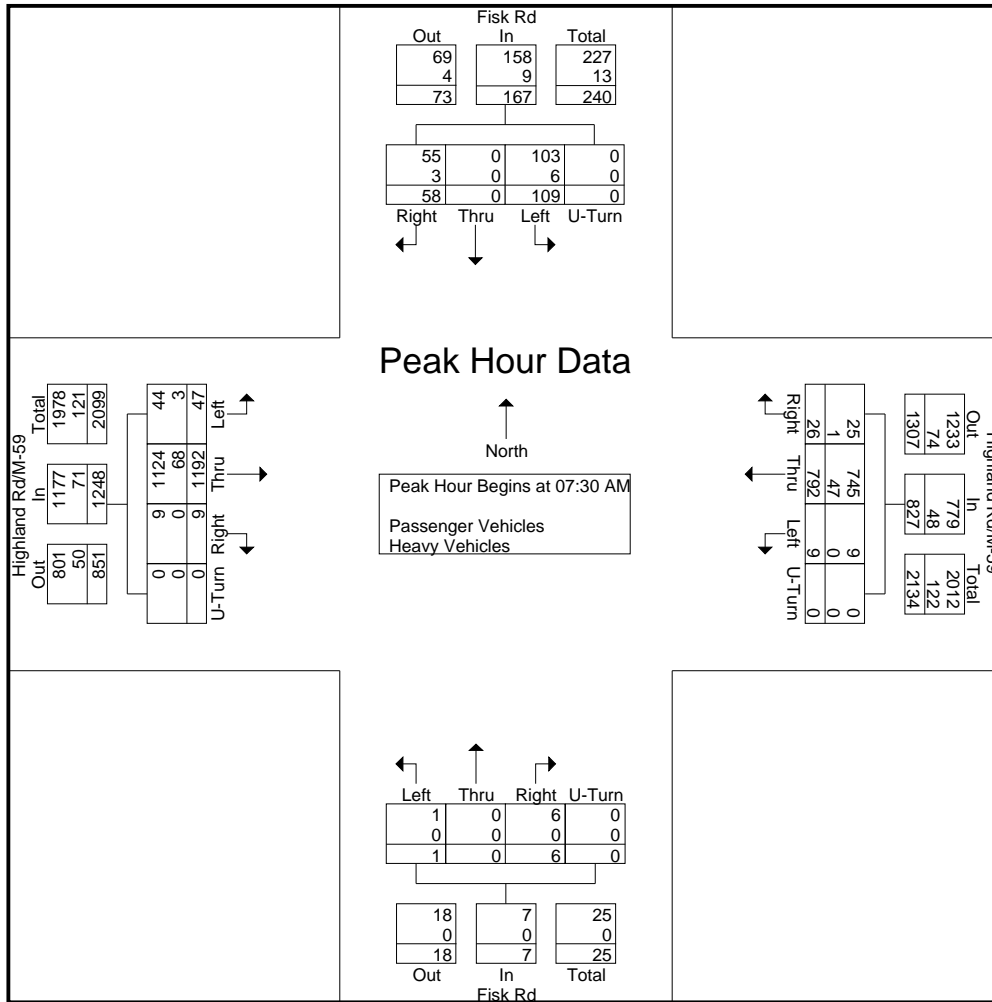 Fisk Rd
Out In Total
69 158 227
4 9 13
73 167 240
55 0 103 0
3 0 6 0
58 0 109 0
Right Thru Left U-Turn
Peak Hour Data
North
Peak Hour Begins at 07:30 AM
Passenger Vehicles
Heavy Vehicles
Highland Rd/M-59
Out In Total
801 1177 1978
50 71 121
851 1248 2099
0 9 1124 44
0 0 68 3
0 9 1192 47
U-Turn Right Thru Left
Highland Rd/M-59
Out In Total
1233 779 2012
74 48 122
1307 827 2134
25 745 9 0
1 47 0 0
26 792 9 0
Right Thru Left U-Turn
Left Thru Right U-Turn
1 0 6 0
0 0 0 0
1 0 6 0
18 7 25
0 0 0
18 7 25
Out In Total
Fisk Rd